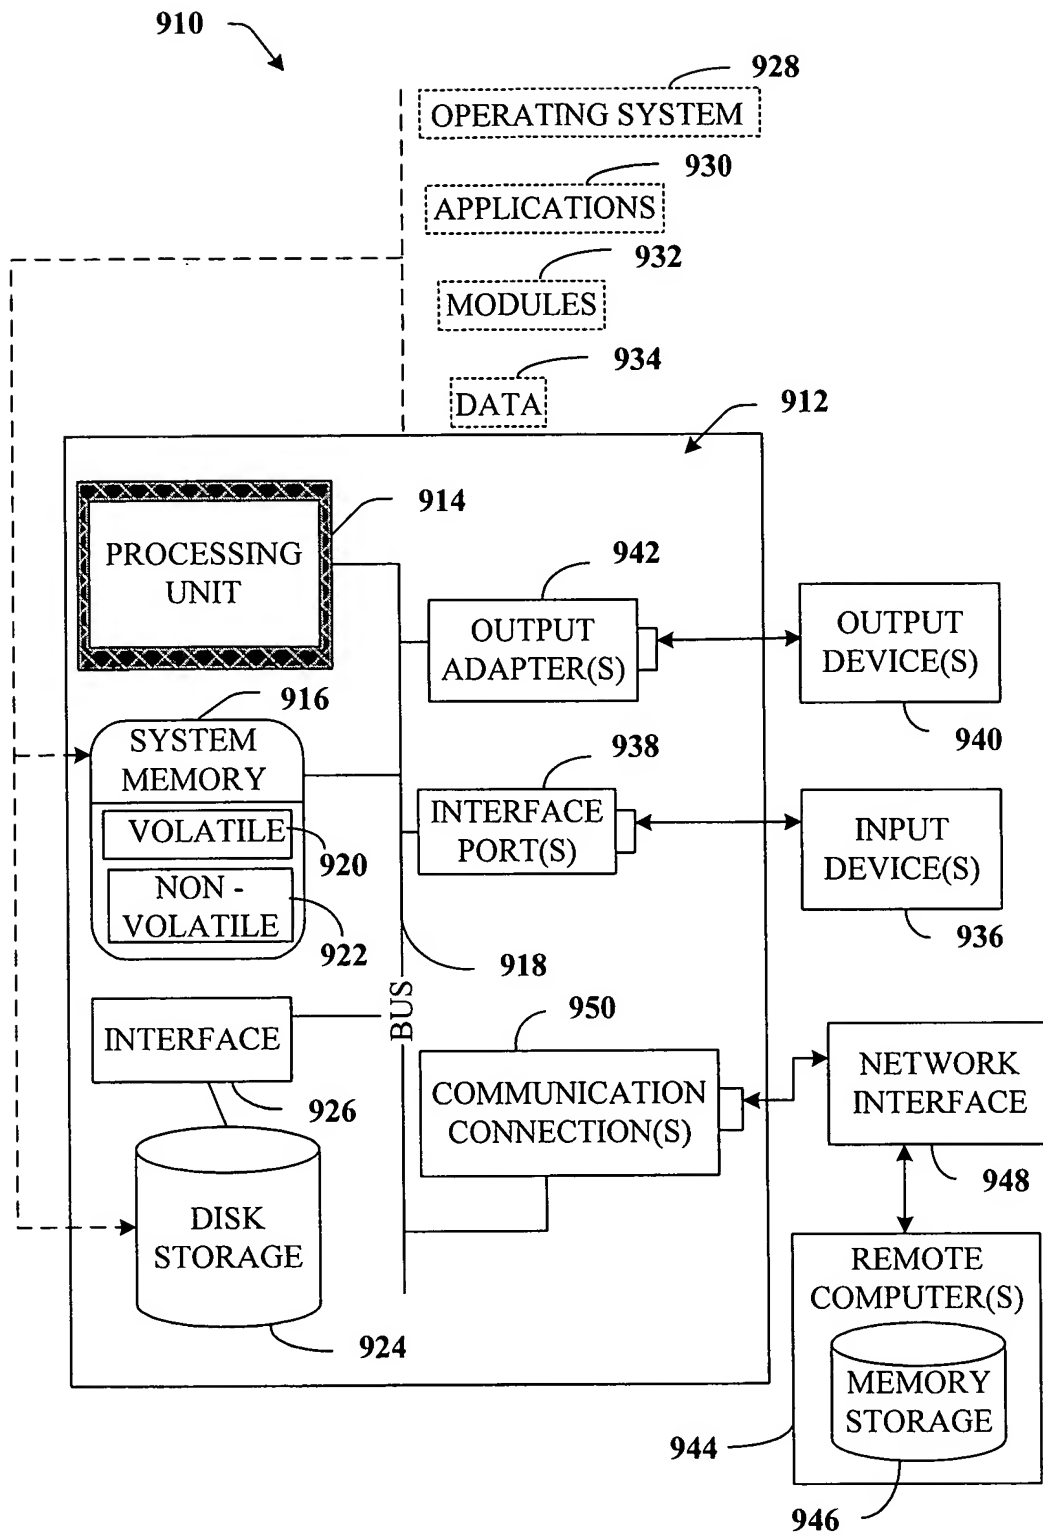 910
928
OPERATING SYSTEM
930
APPLICATIONS
932
MODULES
934
DATA
912
914
PROCESSING
UNIT
942
OUTPUT
ADAPTER(S)
OUTPUT
DEVICE(S)
940
916
SYSTEM
MEMORY
VOLATILE
920
NON -
VOLATILE
922
938
INTERFACE
PORT(S)
INPUT
DEVICE(S)
936
918
BUS
INTERFACE
926
950
COMMUNICATION
CONNECTION(S)
NETWORK
INTERFACE
948
DISK
STORAGE
924
REMOTE
COMPUTER(S)
MEMORY
STORAGE
944
946